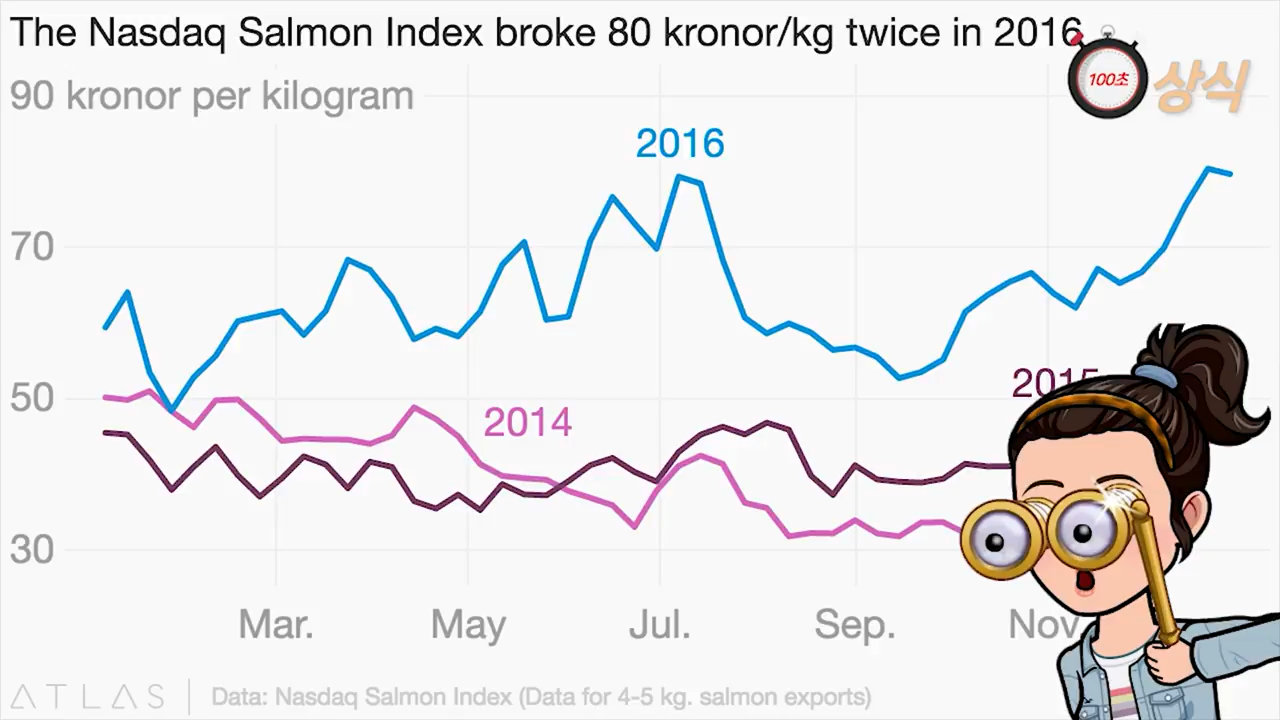 The Nasdaq Salmon Index broke 80 kronor/kg twice in 2016
100초
상식
90 kronor per kilogram
2016
70
2015
50
2014
30
Mar.
May
Jul.
Sep.
Nov
ATLAS
Data: Nasdaq Salmon Index (Data for 4-5 kg. salmon exports)